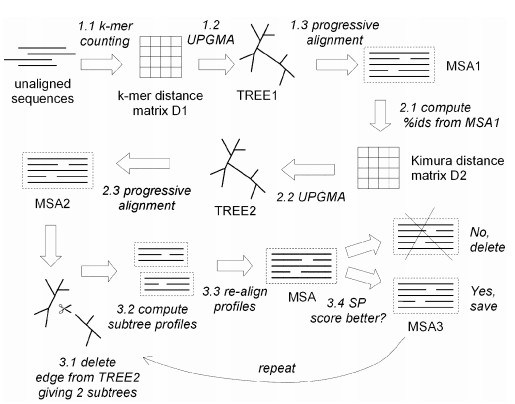 1.1 k-mer
counting
1.2
UPGMA
1.3 progressive
alignment
unaligned
sequences
k-mer distance
matrix D1
TREE1
MSA1
2.1 compute
%ids from MSA1
Kimura distance
matrix D2
2.2 UPGMA
TREE2
2.3 progressive
alignment
MSA2
3.1 delete
edge from TREE2
giving 2 subtrees
3.2 compute
subtree profiles
3.3 re-align
profiles
MSA
3.4 SP
score better?
No,
delete
Yes,
save
MSA3
repeat